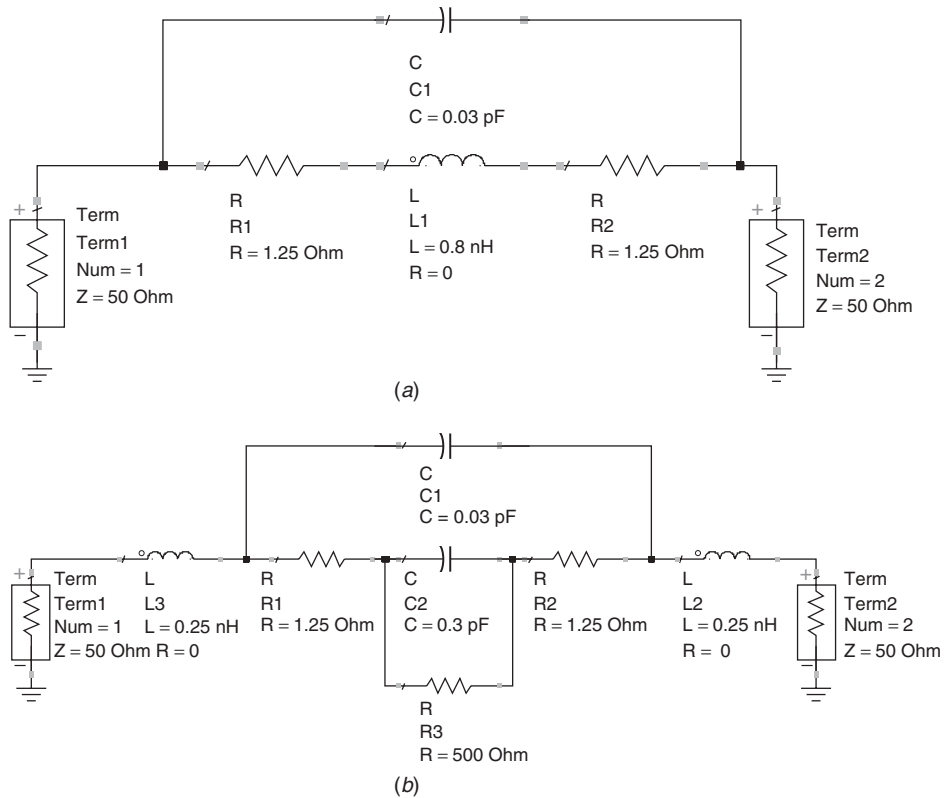 C
C1
C = 0.03 pF
+
Term
Term1
Num = 1
Z = 50 Ohm
−
R
R1
R = 1.25 Ohm
L
L1
L = 0.8 nH
R = 0
R
R2
R = 1.25 Ohm
+
Term
Term2
Num = 2
Z = 50 Ohm
−
(a)
C
C1
C = 0.03 pF
+
Term
Term1
Num = 1
Z = 50 Ohm
−
L
L3
L = 0.25 nH
R = 0
R
R1
R = 1.25 Ohm
C
C2
C = 0.3 pF
R
R2
R = 1.25 Ohm
L
L2
L = 0.25 nH
R = 0
+
Term
Term2
Num = 2
Z = 50 Ohm
−
R
R3
R = 500 Ohm
(b)